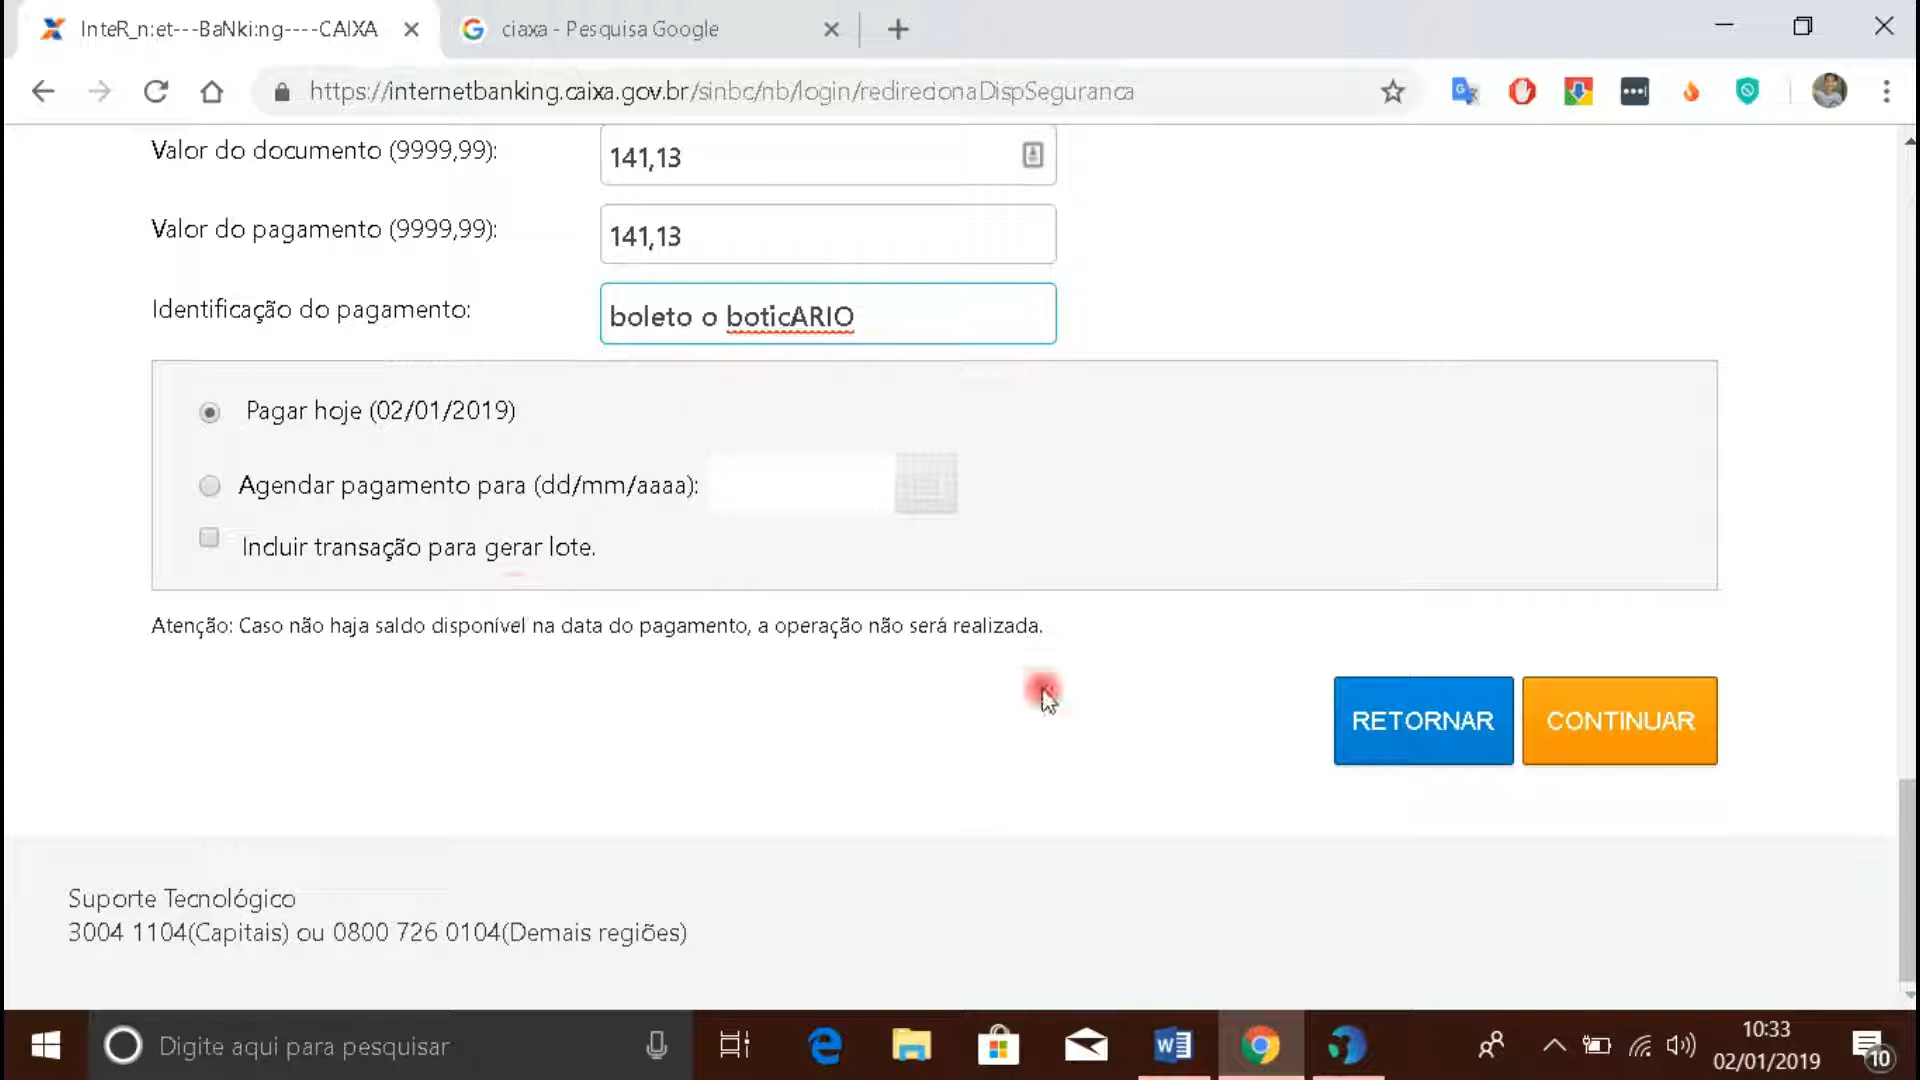 InteR_n:et---BaNki:ng----CAIXA
ciaxa - Pesquisa Google
https://internetbanking.caixa.gov.br/sinbc/nb/login/redirecionaDispSeguranca
Valor do documento (9999,99):
141,13
Valor do pagamento (9999,99):
141,13
Identificação do pagamento:
boleto o boticARIO
Pagar hoje (02/01/2019)
Agendar pagamento para (dd/mm/aaaa):
Incluir transação para gerar lote.
Atenção: Caso não haja saldo disponível na data do pagamento, a operação não será realizada.
RETORNAR
CONTINUAR
Suporte Tecnológico
3004 1104(Capitais) ou 0800 726 0104(Demais regiões)
Digite aqui para pesquisar
10:33
02/01/2019
10